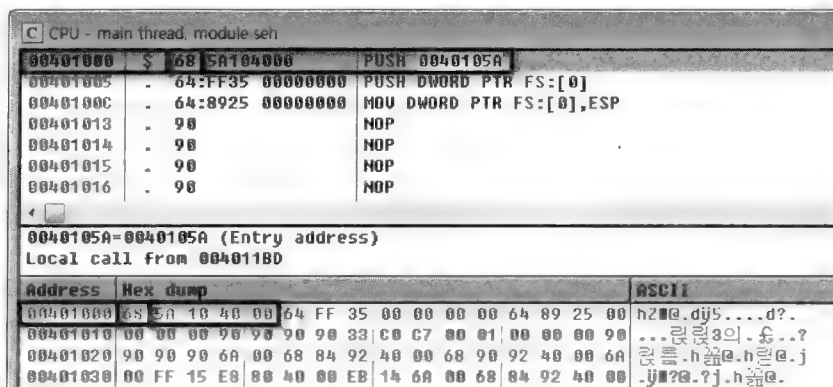 C CPU - main thread, module seh
00401000 $ 68 5A104000 PUSH 0040105A
00401005 . 64:FF35 00000000 PUSH DWORD PTR FS:[0]
0040100C . 64:8925 00000000 MOV DWORD PTR FS:[0],ESP
00401013 . 90 NOP
00401014 . 90 NOP
00401015 . 90 NOP
00401016 . 90 NOP
0040105A=0040105A (Entry address)
Local call from 004011BD
Address Hex dump ASCII
00401000 68 5A 10 40 00 64 FF 35 00 00 00 00 64 89 25 00
00401010 00 00 00 90 90 90 90 90 33 C0 C7 00 01 00 00 00 90
00401020 90 90 90 6A 00 68 84 92 40 00 68 90 92 40 00 6A
00401030 00 FF 15 E8 80 40 00 EB 14 6A 00 68 84 92 40 00